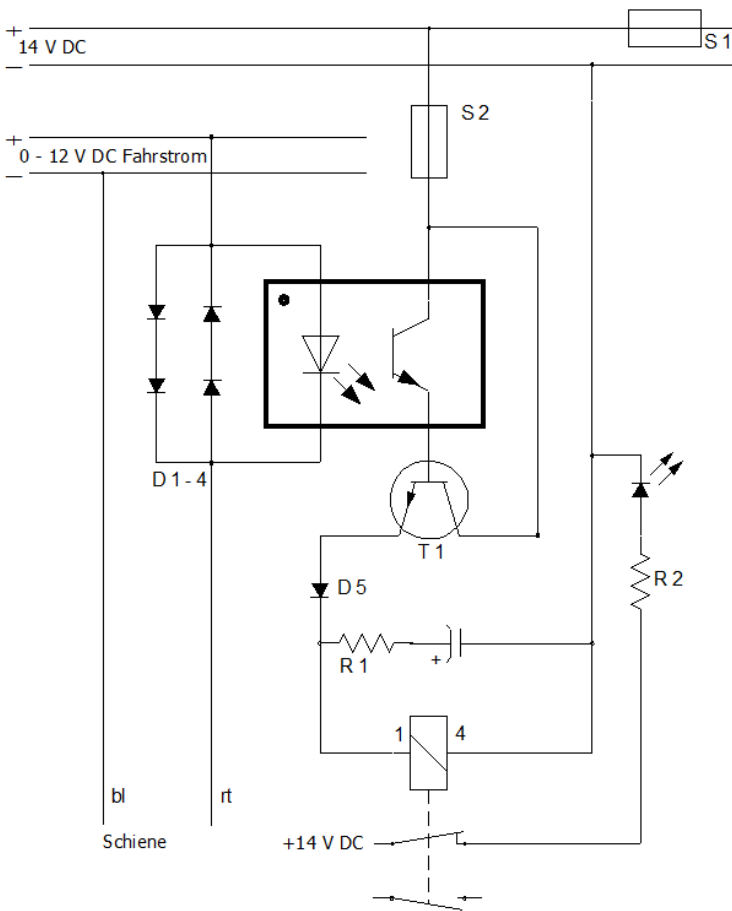 +
14 V DC
–
S 1
S 2
+
0 - 12 V DC Fahrstrom
–
D 1 - 4
T 1
D 5
R 2
R 1
+
1
4
bl
rt
Schiene
+14 V DC